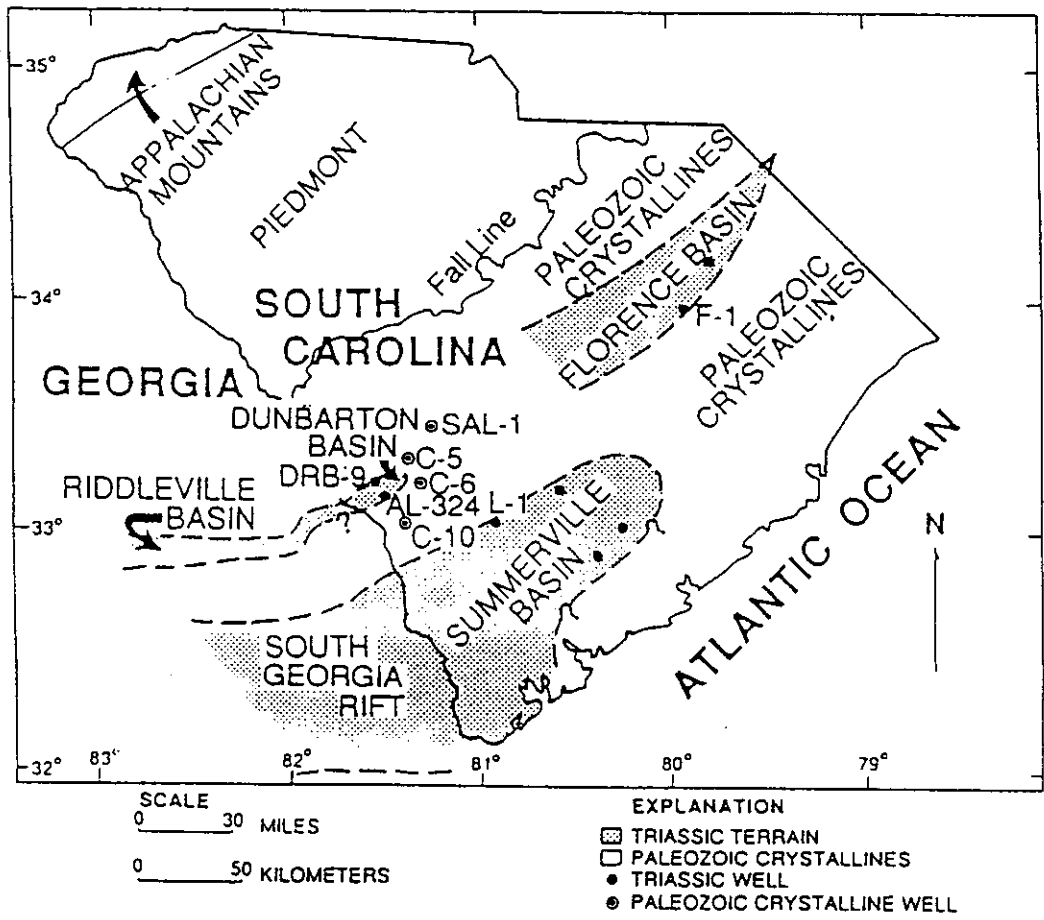 35°
34°
33°
32°
83°
82°
81°
80°
79°
APPALACHIAN
MOUNTAINS
PIEDMONT
Fall Line
PALEOZOIC
CRYSTALLINES
FLORENCE BASIN
F-1
PALEOZOIC
CRYSTALLINES
SOUTH
CAROLINA
GEORGIA
DUNBARTON
BASIN
SAL-1
C-5
DRB-9
C-6
RIDDLEVILLE
BASIN
AL-324
L-1
?
C-10
SUMMERVILLE
BASIN
SOUTH
GEORGIA
RIFT
ATLANTIC OCEAN
N
SCALE
0 30 MILES
0 50 KILOMETERS
EXPLANATION
TRIASSIC TERRAIN
PALEOZOIC CRYSTALLINES
TRIASSIC WELL
PALEOZOIC CRYSTALLINE WELL